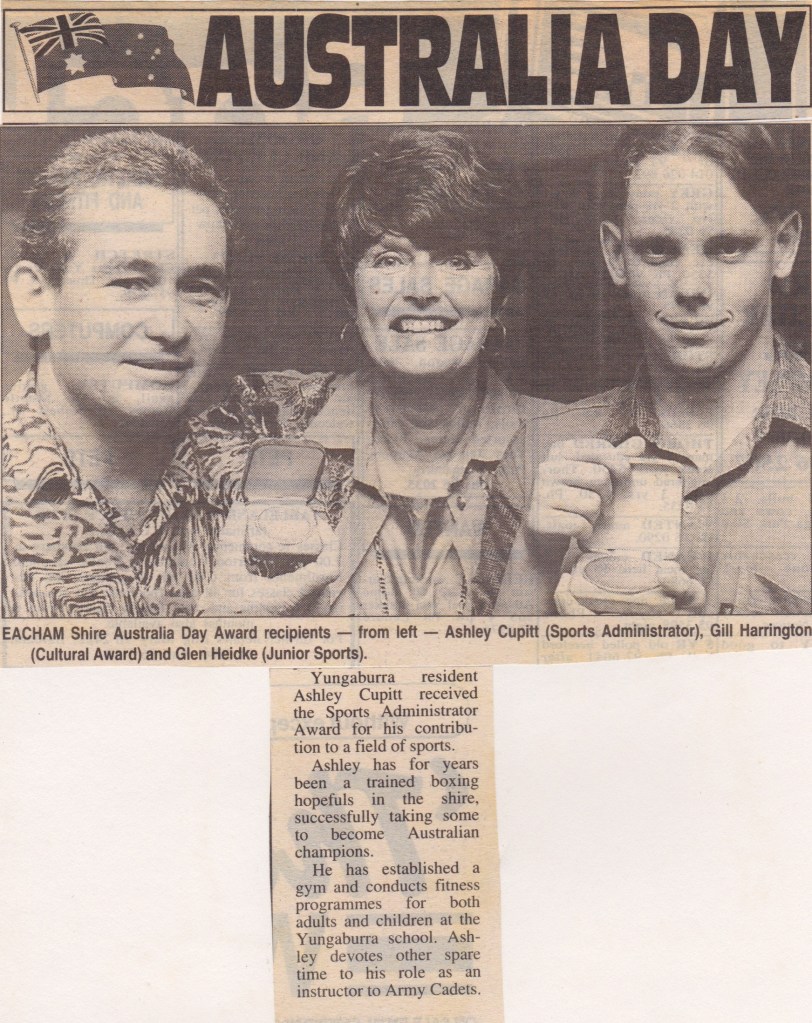 AUSTRALIA DAY
EACHAM Shire Australia Day Award recipients — from left — Ashley Cupitt (Sports Administrator), Gill Harrington
(Cultural Award) and Glen Heidke (Junior Sports).
Yungaburra resident
Ashley Cupitt received
the Sports Administrator
Award for his contribu-
tion to a field of sports.
Ashley has for years
been a trained boxing
hopefuls in the shire,
successfully taking some
to become Australian
champions.
He has established a
gym and conducts fitness
programmes for both
adults and children at the
Yungaburra school. Ash-
ley devotes other spare
time to his role as an
instructor to Army Cadets.